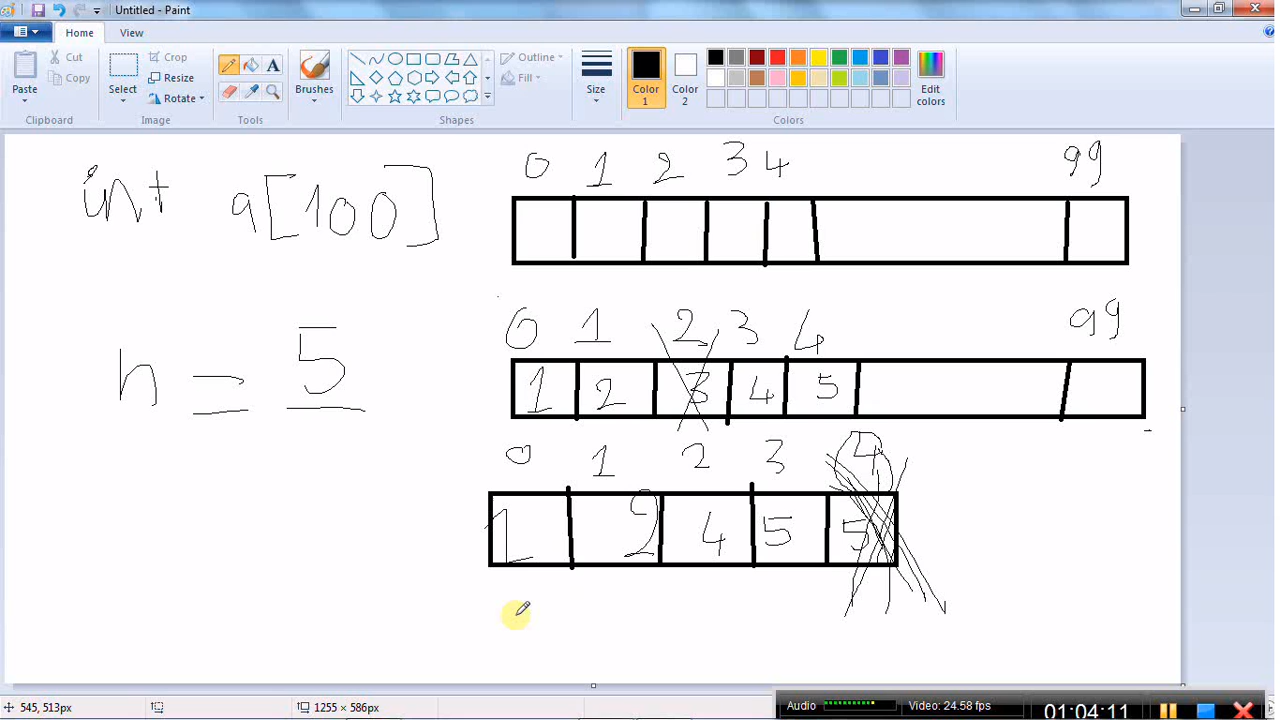 Untitled - Paint
Home View
Paste
Cut
Copy
Clipboard
Select
Crop
Resize
Rotate
Image
Tools
Brushes
Shapes
Outline
Fill
Size
Color 1
Color 2
Edit colors
Colors
int a[100]
0 1 2 3 4 99
n = 5
0 1 2 3 4 99
1 2 3 4 5
0 1 2 3 4
1 2 4 5 5
545, 513px
1255 × 586px
Audio
Video: 24.58 fps
01:04:11